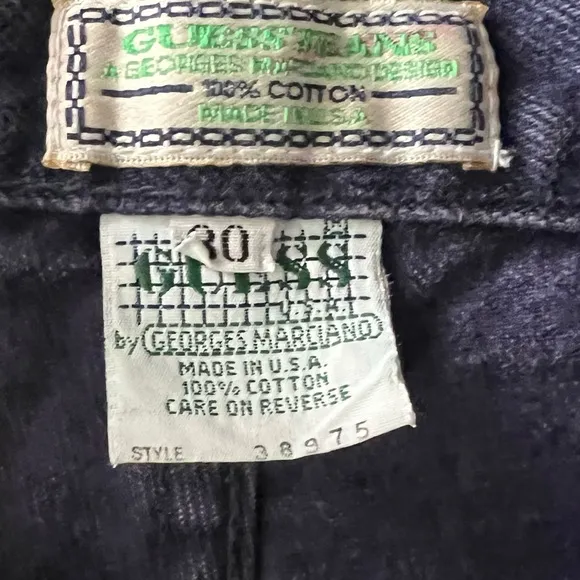 GUESS JEANS
A GEORGES MARCIANO DESIGN
100% COTTON
MADE IN U.S.A.
30
GUESS
U.S.A.
by GEORGES MARCIANO
MADE IN U.S.A.
100% COTTON
CARE ON REVERSE
STYLE 38975